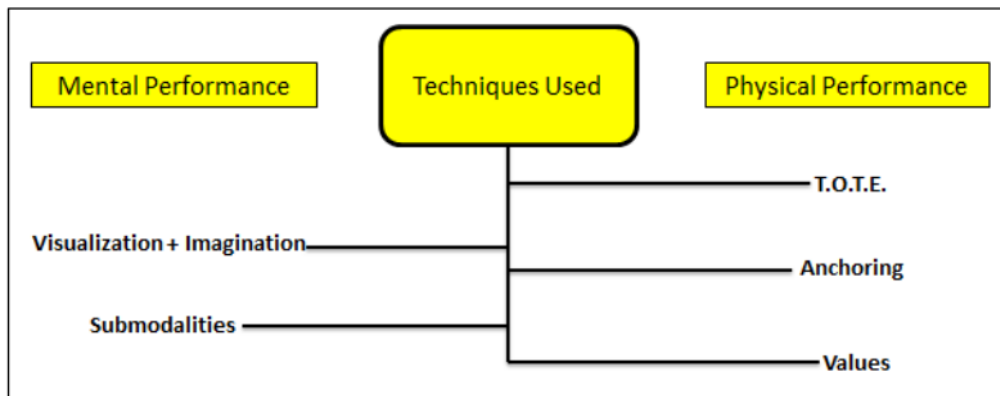 Mental Performance
Techniques Used
Physical Performance
T.O.T.E.
Visualization + Imagination
Anchoring
Submodalities
Values